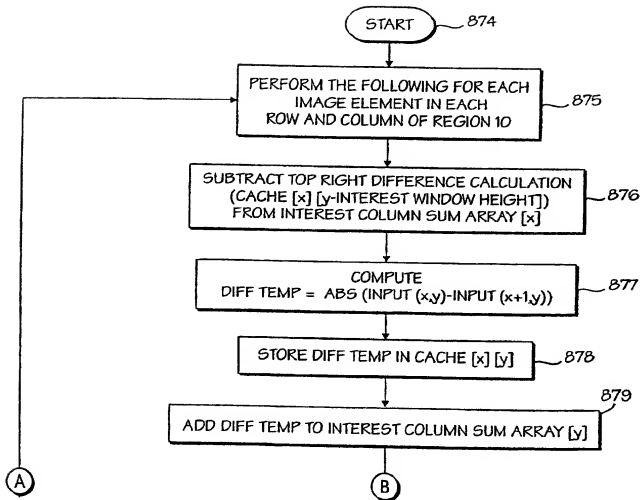 START
874
PERFORM THE FOLLOWING FOR EACH
IMAGE ELEMENT IN EACH
ROW AND COLUMN OF REGION 10
875
SUBTRACT TOP RIGHT DIFFERENCE CALCULATION
(CACHE [x] [y-INTEREST WINDOW HEIGHT])
FROM INTEREST COLUMN SUM ARRAY [x]
876
COMPUTE
DIFF TEMP = ABS (INPUT (x,y)-INPUT (x+1,y))
877
STORE DIFF TEMP IN CACHE [x] [y]
878
ADD DIFF TEMP TO INTEREST COLUMN SUM ARRAY [y]
879
A
B